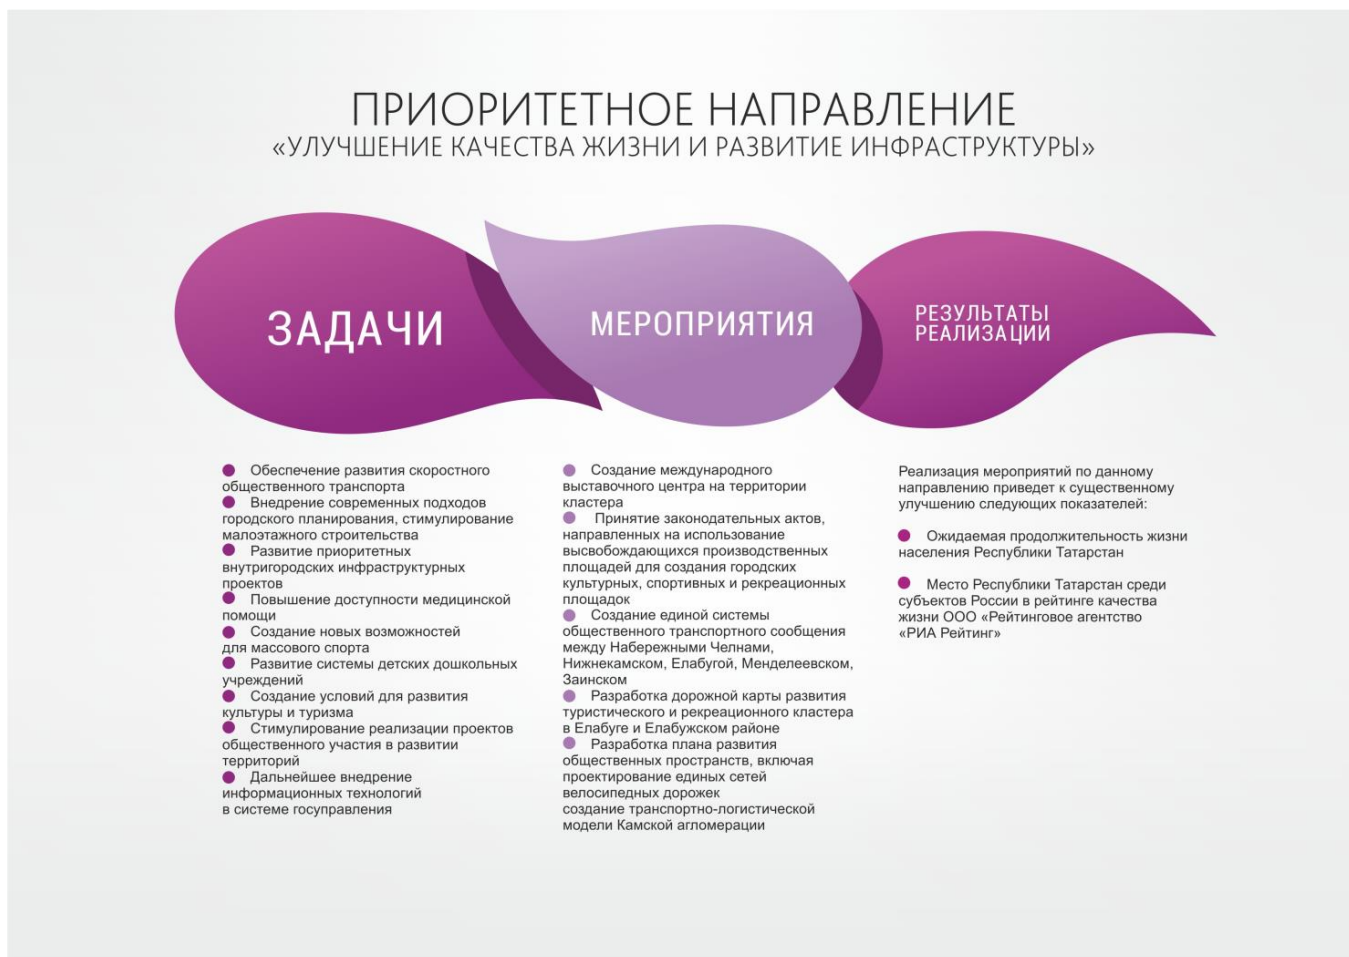 ПРИОРИТЕТНОЕ НАПРАВЛЕНИЕ
«УЛУЧШЕНИЕ КАЧЕСТВА ЖИЗНИ И РАЗВИТИЕ ИНФРАСТРУКТУРЫ»
ЗАДАЧИ
МЕРОПРИЯТИЯ
РЕЗУЛЬТАТЫ
РЕАЛИЗАЦИИ
Обеспечение развития скоростного
общественного транспорта
Внедрение современных подходов
городского планирования, стимулирование
малоэтажного строительства
Развитие приоритетных
внутригородских инфраструктурных
проектов
Повышение доступности медицинской
помощи
Создание новых возможностей
для массового спорта
Развитие системы детских дошкольных
учреждений
Создание условий для развития
культуры и туризма
Стимулирование реализации проектов
общественного участия в развитии
территорий
Дальнейшее внедрение
информационных технологий
в системе госуправления
Создание международного
выставочного центра на территории
кластера
Принятие законодательных актов,
направленных на использование
высвобождающихся производственных
площадей для создания городских
культурных, спортивных и рекреационных
площадок
Создание единой системы
общественного транспортного сообщения
между Набережными Челнами,
Нижнекамском, Елабугой, Менделеевском,
Заинском
Разработка дорожной карты развития
туристического и рекреационного кластера
в Елабуге и Елабужском районе
Разработка плана развития
общественных пространств, включая
проектирование единых сетей
велосипедных дорожек
создание транспортно-логистической
модели Камской агломерации
Реализация мероприятий по данному
направлению приведет к существенному
улучшению следующих показателей:
Ожидаемая продолжительность жизни
населения Республики Татарстан
Место Республики Татарстан среди
субъектов России в рейтинге качества
жизни ООО «Рейтинговое агентство
«РИА Рейтинг»